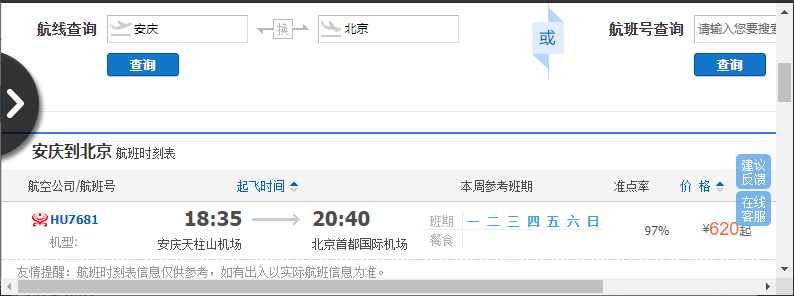 航线查询 安庆 换 北京 或 航班号查询 请输入您要搜索
查询 查询
安庆到北京 航班时刻表
建议
反馈
航空公司/航班号 起飞时间 本周参考班期 准点率 价 格
在线
客服
HU7681 18:35 20:40 班期 一 二 三 四 五 六 日 97% ¥620起
机型: 安庆天柱山机场 北京首都国际机场 餐食
友情提醒：航班时刻表信息仅供参考，如有出入以实际航班信息为准。